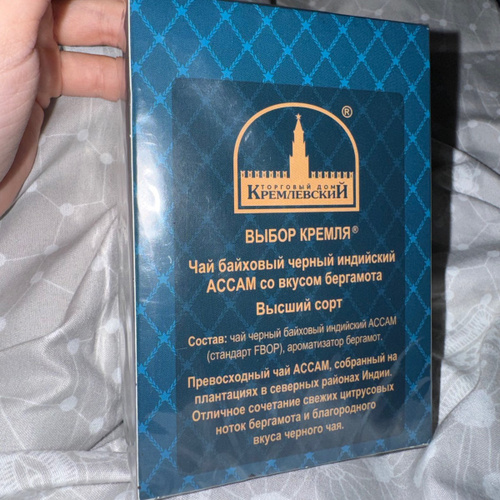 ®
ТОРГОВЫЙ ДОМ
КРЕМЛЕВСКИЙ
ВЫБОР КРЕМЛЯ®
Чай байховый черный индийский
АССАМ со вкусом бергамота
Высший сорт
Состав: чай черный байховый индийский АССАМ
(стандарт FBOP), ароматизатор бергамот.
Превосходный чай АССАМ, собранный на
плантациях в северных районах Индии.
Отличное сочетание свежих цитрусовых
ноток бергамота и благородного
вкуса черного чая.